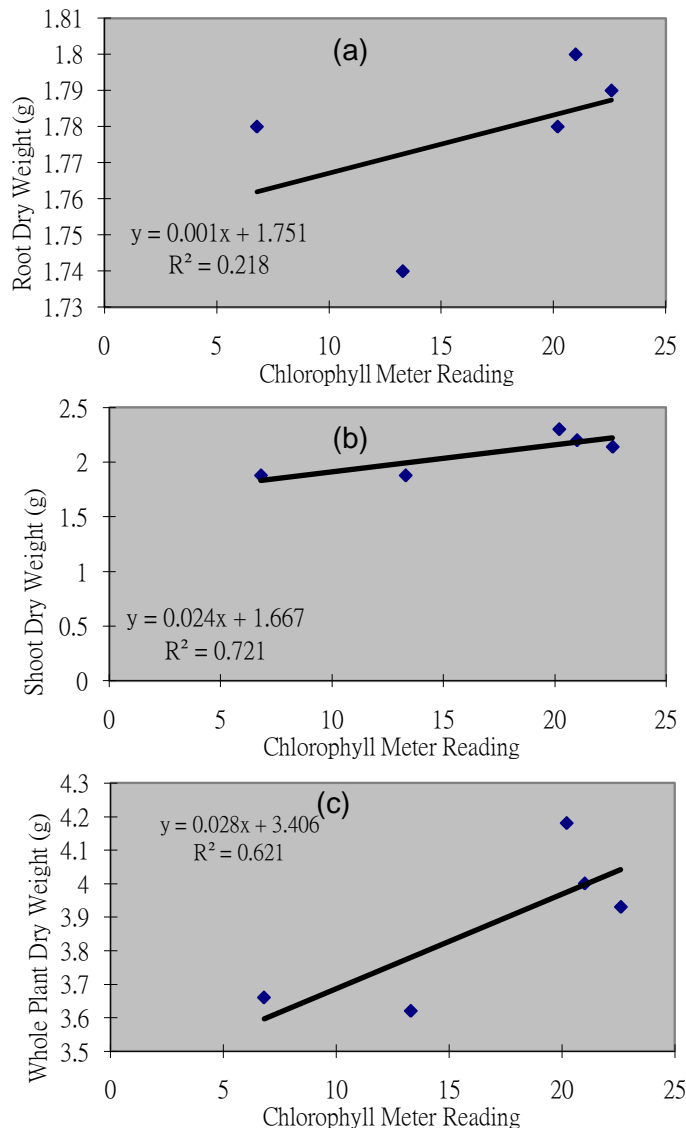 (a)
Root Dry Weight (g)
1.81
1.8
1.79
1.78
1.77
1.76
1.75
1.74
1.73
y = 0.001x + 1.751
R² = 0.218
0 5 10 15 20 25
Chlorophyll Meter Reading
(b)
Shoot Dry Weight (g)
2.5
2
1.5
1
0.5
0
y = 0.024x + 1.667
R² = 0.721
0 5 10 15 20 25
Chlorophyll Meter Reading
(c)
Whole Plant Dry Weight (g)
4.3
4.2
4.1
4
3.9
3.8
3.7
3.6
3.5
y = 0.028x + 3.406
R² = 0.621
0 5 10 15 20 25
Chlorophyll Meter Reading